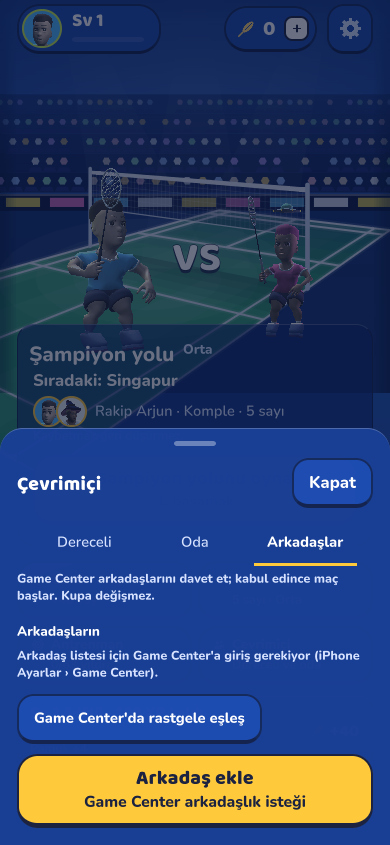 Sv 1
0
+
VS
Şampiyon yolu Orta
Sıradaki: Singapur
Rakip Arjun · Komple · 5 sayı
Çevrimiçi
Kapat
Dereceli
Oda
Arkadaşlar
Game Center arkadaşlarını davet et; kabul edince maç
başlar. Kupa değişmez.
Arkadaşların
Arkadaş listesi için Game Center'a giriş gerekiyor (iPhone
Ayarlar › Game Center).
Game Center'da rastgele eşleş
Arkadaş ekle
Game Center arkadaşlık isteği